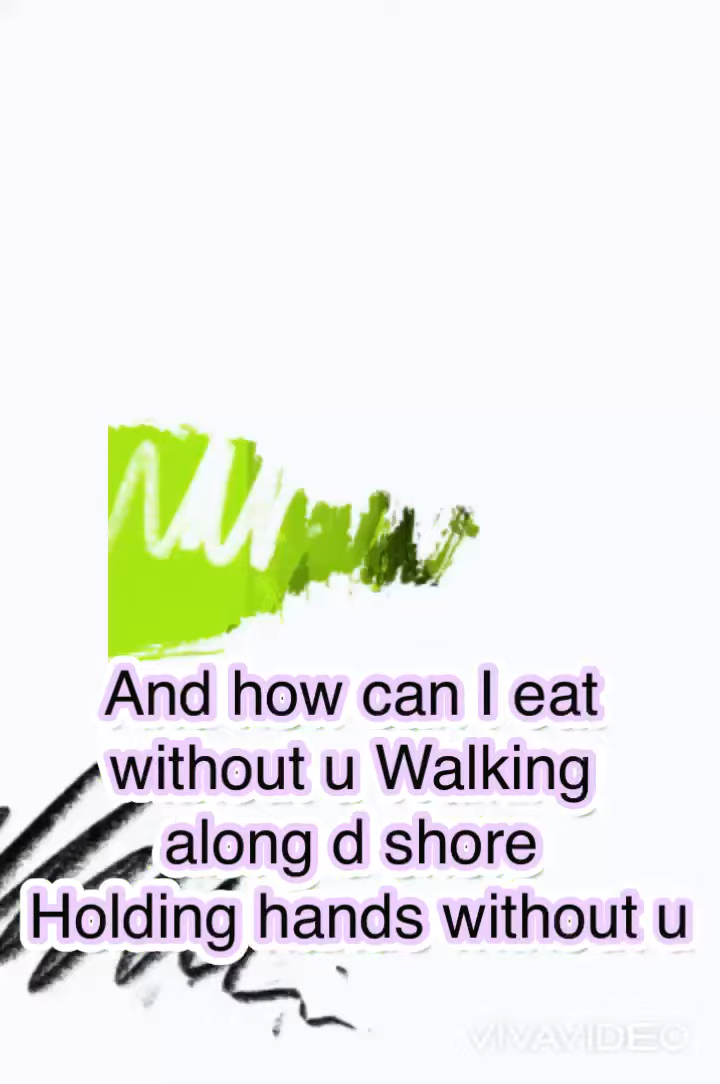 And how can I eat
without u Walking
along d shore
Holding hands without u
VIVAVIDEO